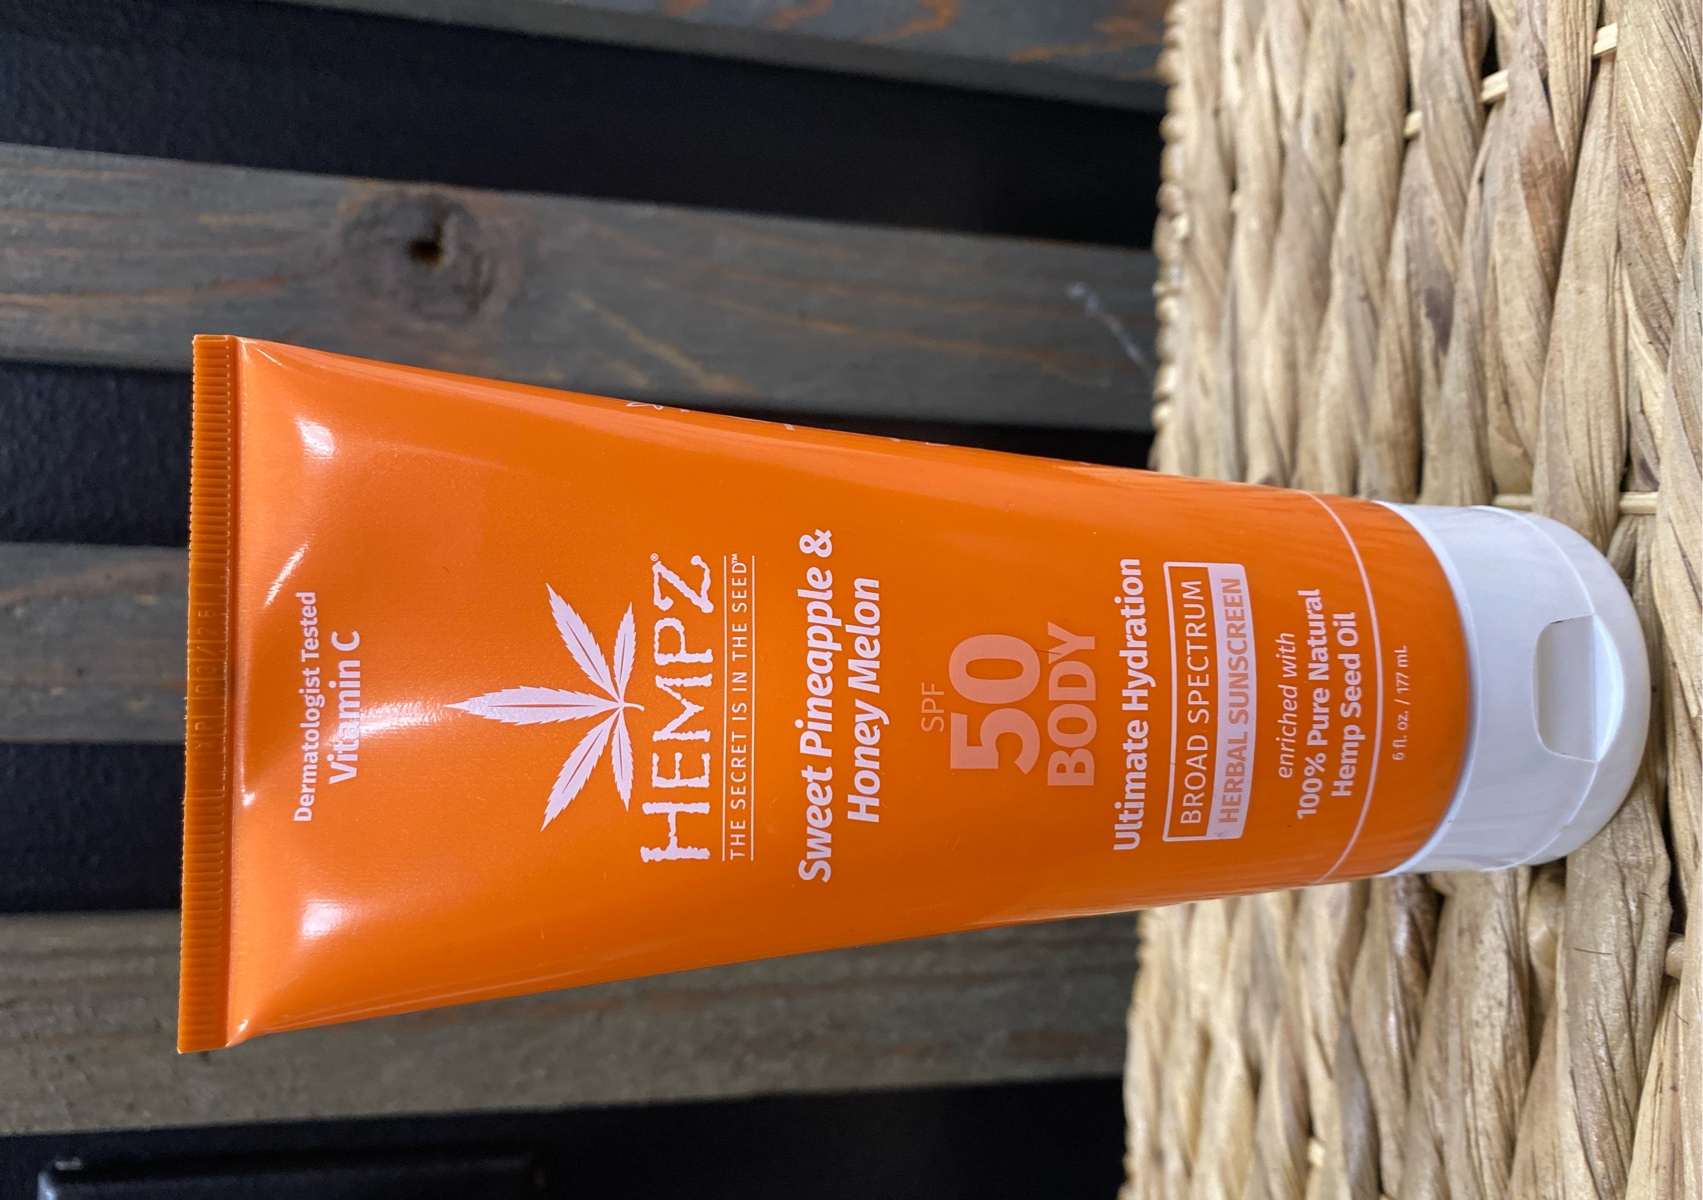 Dermatologist Tested
Vitamin C
HEMPZ®
THE SECRET IS IN THE SEED™
Sweet Pineapple &
Honey Melon
SPF
50
BODY
Ultimate Hydration
BROAD SPECTRUM
HERBAL SUNSCREEN
enriched with
100% Pure Natural
Hemp Seed Oil
6 fl. oz. / 177 mL